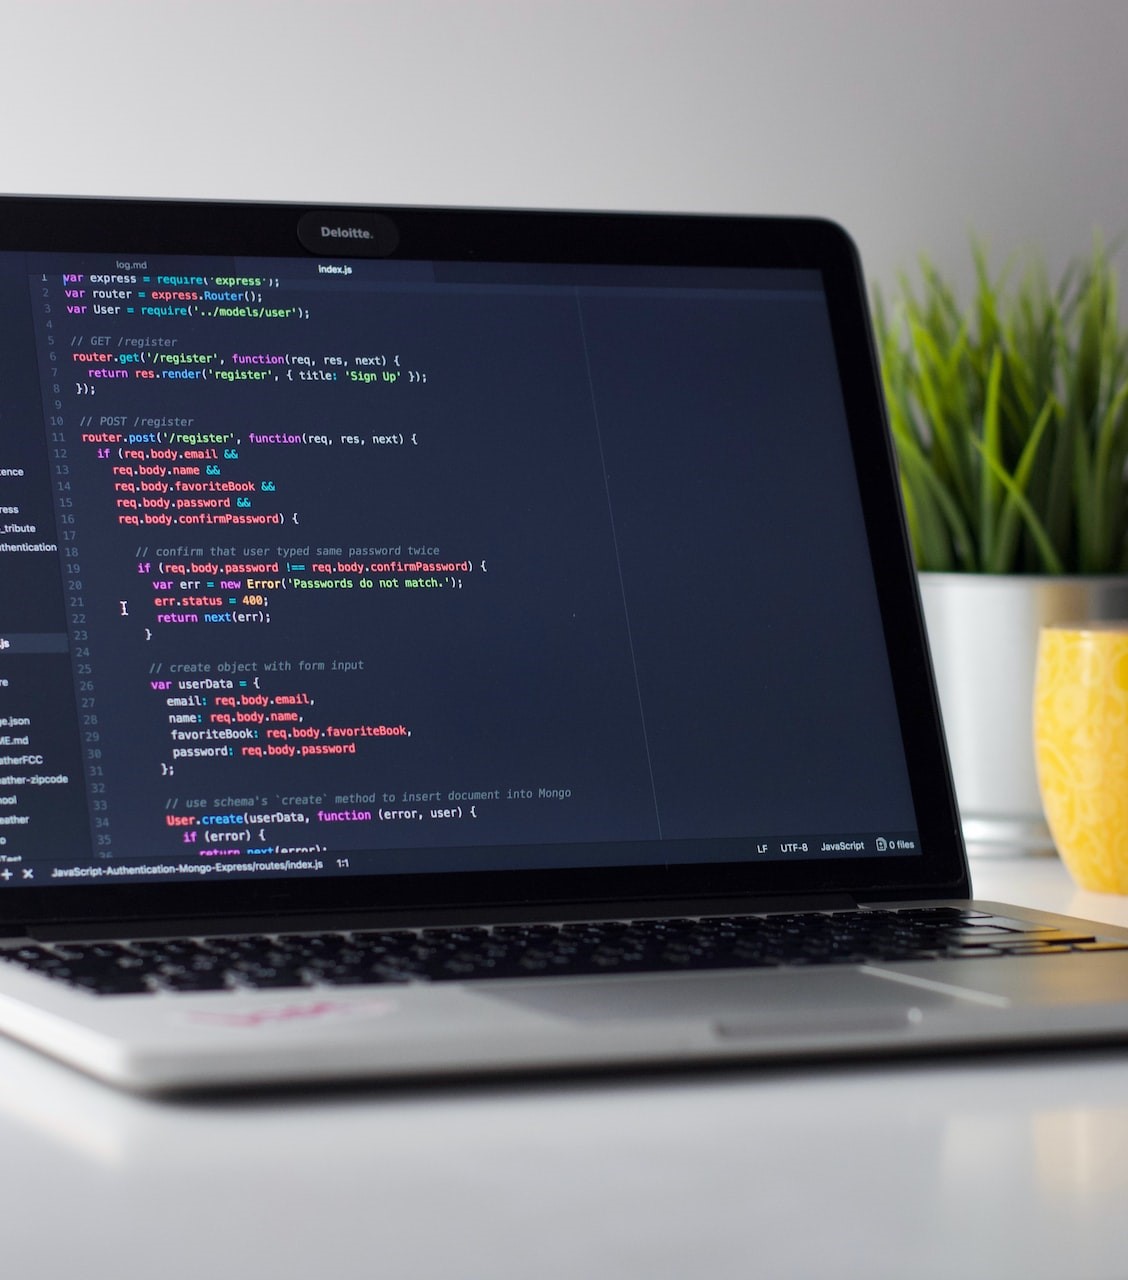 Deloitte.
log.md
index.js
1 var express = require('express');
2 var router = express.Router();
3 var User = require('../models/user');
4
5 // GET /register
6 router.get('/register', function(req, res, next) {
7 return res.render('register', { title: 'Sign Up' });
8 });
9
10 // POST /register
11 router.post('/register', function(req, res, next) {
12 if (req.body.email &&
13 req.body.name &&
14 req.body.favoriteBook &&
15 req.body.password &&
16 req.body.confirmPassword) {
17
18 // confirm that user typed same password twice
19 if (req.body.password !== req.body.confirmPassword) {
20 var err = new Error('Passwords do not match.');
21 err.status = 400;
22 return next(err);
23 }
24
25 // create object with form input
26 var userData = {
27 email: req.body.email,
28 name: req.body.name,
29 favoriteBook: req.body.favoriteBook,
30 password: req.body.password
31 };
32
33 // use schema's `create` method to insert document into Mongo
34 User.create(userData, function (error, user) {
35 if (error) {
36 return next(error);
ence
ress
_tribute
uthentication
.js
re
ge.json
ME.md
atherFCC
eather-zipcode
ool
eather
o
Test
+ × JavaScript-Authentication-Mongo-Express/routes/index.js 1:1
LF UTF-8 JavaScript 0 files